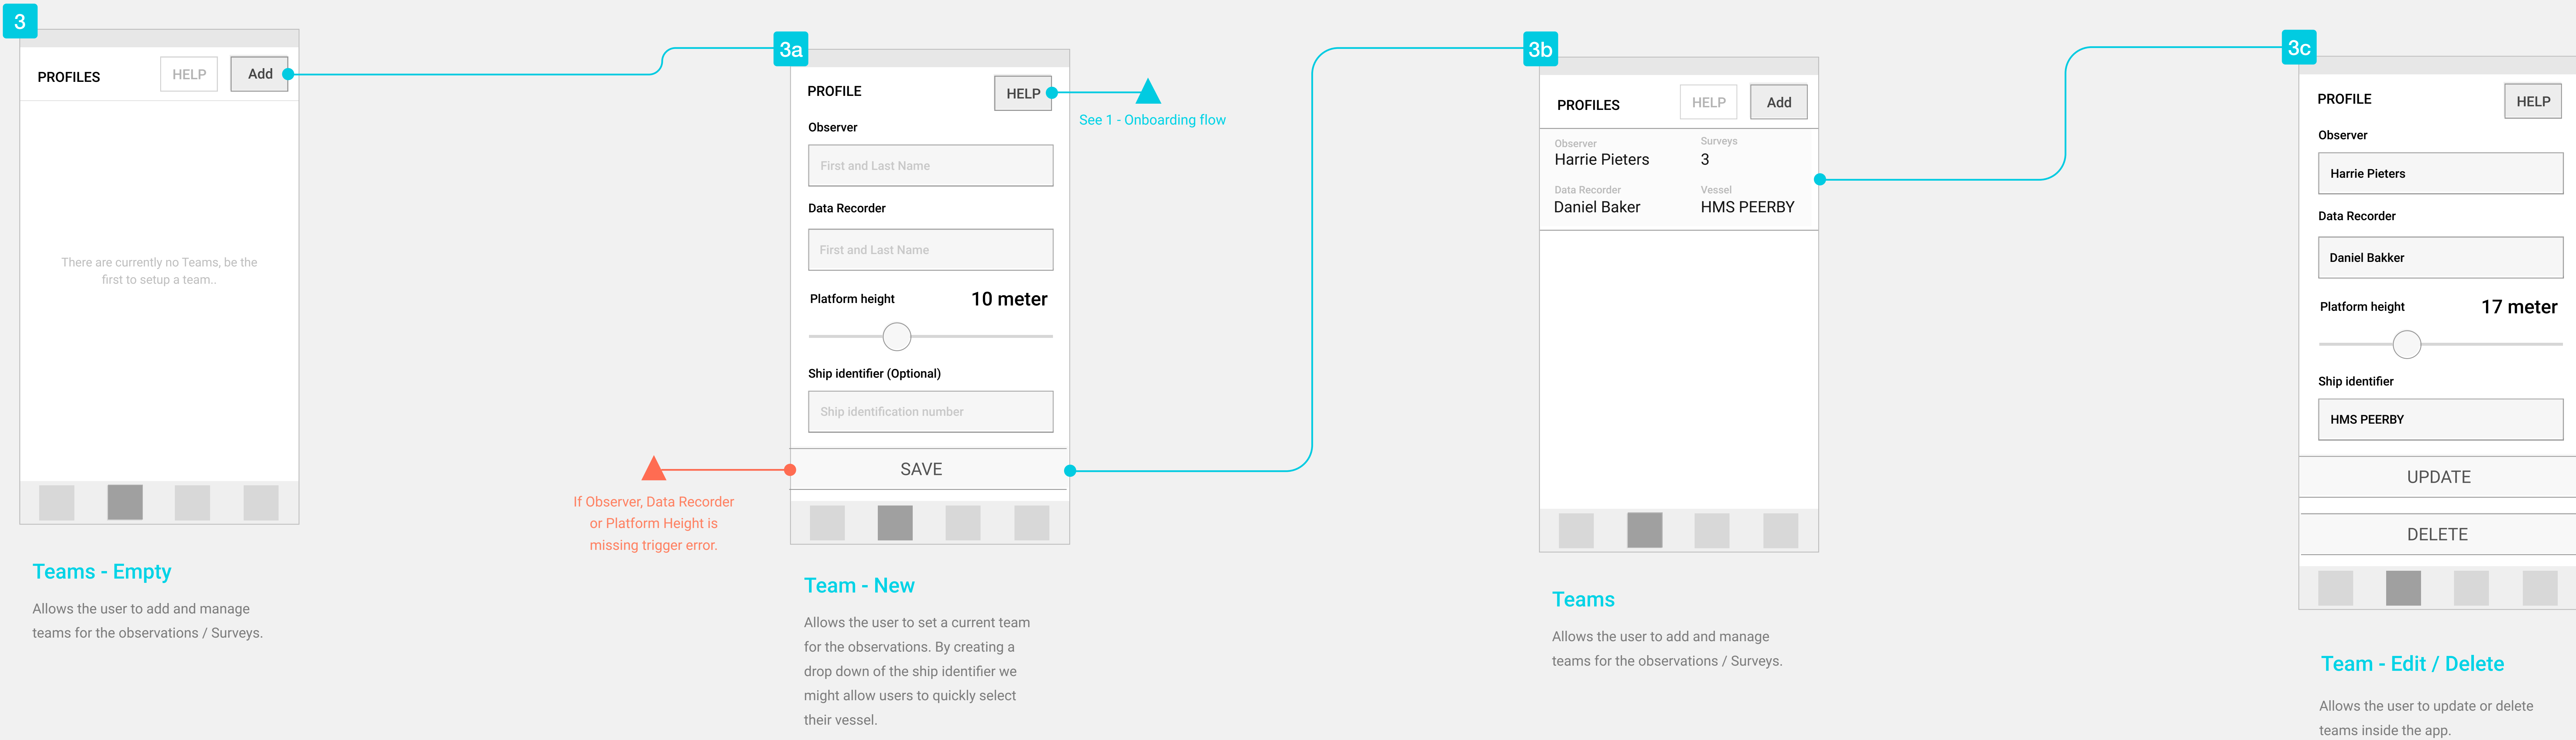 3
PROFILES
HELP
Add
There are currently no Teams, be the
first to setup a team..
Teams - Empty
Allows the user to add and manage
teams for the observations / Surveys.
3a
PROFILE
HELP
See 1 - Onboarding flow
Observer
First and Last Name
Data Recorder
First and Last Name
Platform height
10 meter
Ship identifier (Optional)
Ship identification number
SAVE
If Observer, Data Recorder
or Platform Height is
missing trigger error.
Team - New
Allows the user to set a current team
for the observations. By creating a
drop down of the ship identifier we
might allow users to quickly select
their vessel.
3b
PROFILES
HELP
Add
Observer
Harrie Pieters
Surveys
3
Data Recorder
Daniel Baker
Vessel
HMS PEERBY
Teams
Allows the user to add and manage
teams for the observations / Surveys.
3c
PROFILE
HELP
Observer
Harrie Pieters
Data Recorder
Daniel Bakker
Platform height
17 meter
Ship identifier
HMS PEERBY
UPDATE
DELETE
Team - Edit / Delete
Allows the user to update or delete
teams inside the app.